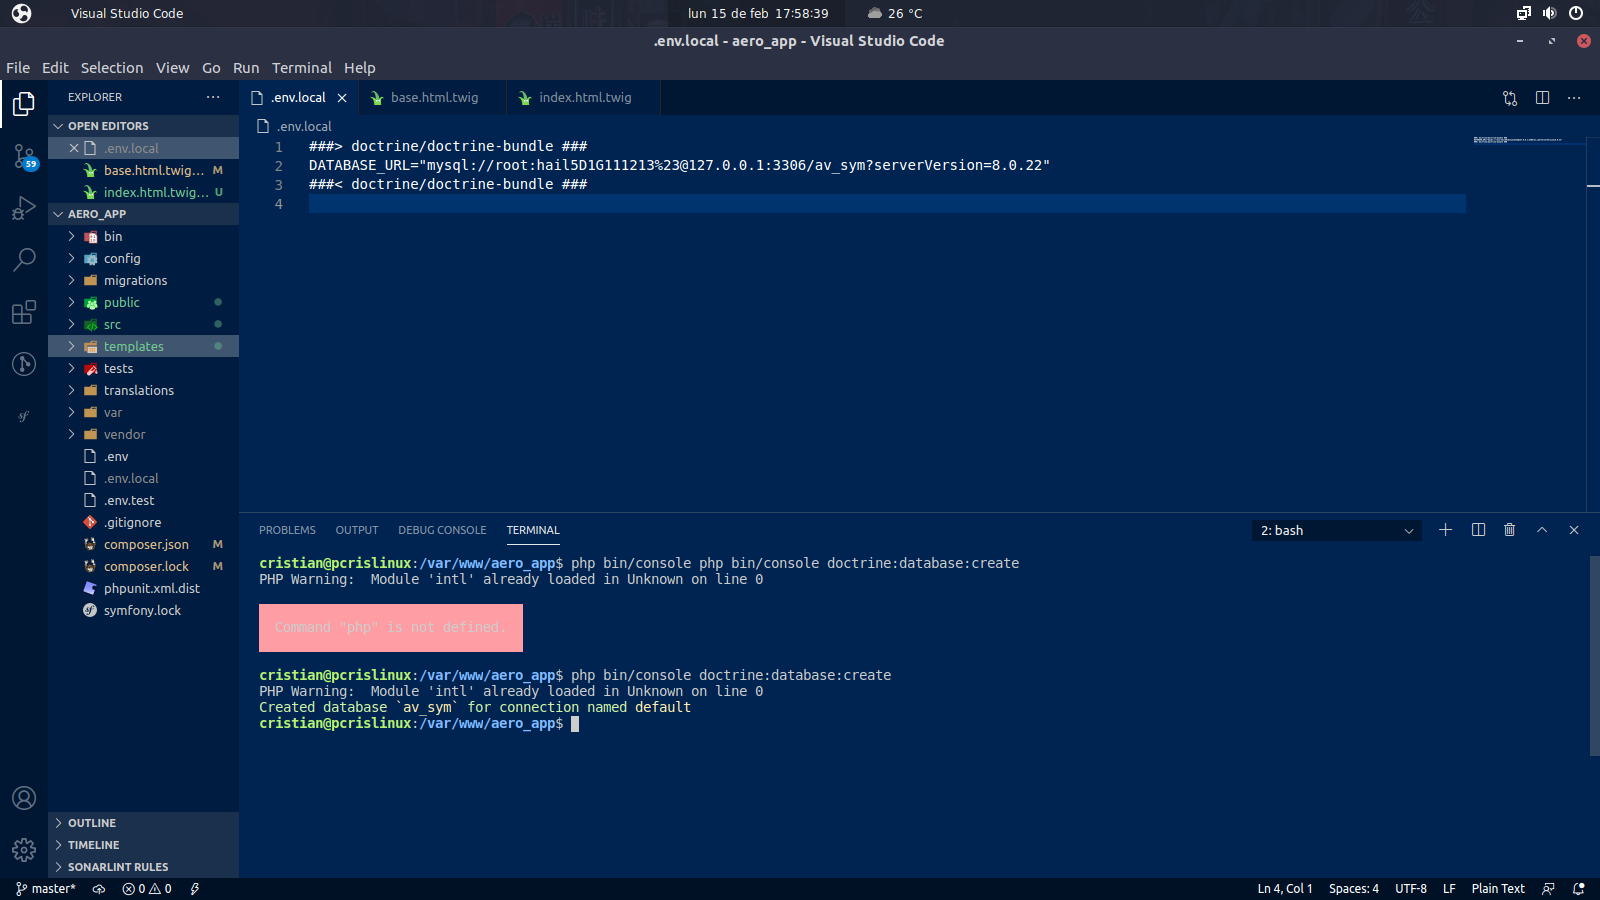 Visual Studio Code
lun 15 de feb 17:58:39
26 °C
.env.local - aero_app - Visual Studio Code
File Edit Selection View Go Run Terminal Help
EXPLORER
.env.local
base.html.twig
index.html.twig
OPEN EDITORS
.env.local
base.html.twig... M
index.html.twig... U
AERO_APP
bin
config
migrations
public
src
templates
tests
translations
var
vendor
.env
.env.local
.env.test
.gitignore
composer.json M
composer.lock M
phpunit.xml.dist
symfony.lock
OUTLINE
TIMELINE
SONARLINT RULES
59
.env.local
1 ###> doctrine/doctrine-bundle ###
2 DATABASE_URL="mysql://root:hail5D1G111213%23@127.0.0.1:3306/av_sym?serverVersion=8.0.22"
3 ###< doctrine/doctrine-bundle ###
4
PROBLEMS OUTPUT DEBUG CONSOLE TERMINAL
2: bash
cristian@pcrislinux:/var/www/aero_app$ php bin/console php bin/console doctrine:database:create
PHP Warning:  Module 'intl' already loaded in Unknown on line 0
Command "php" is not defined.
cristian@pcrislinux:/var/www/aero_app$ php bin/console doctrine:database:create
PHP Warning:  Module 'intl' already loaded in Unknown on line 0
Created database `av_sym` for connection named default
cristian@pcrislinux:/var/www/aero_app$
master*
0 0
Ln 4, Col 1 Spaces: 4 UTF-8 LF Plain Text